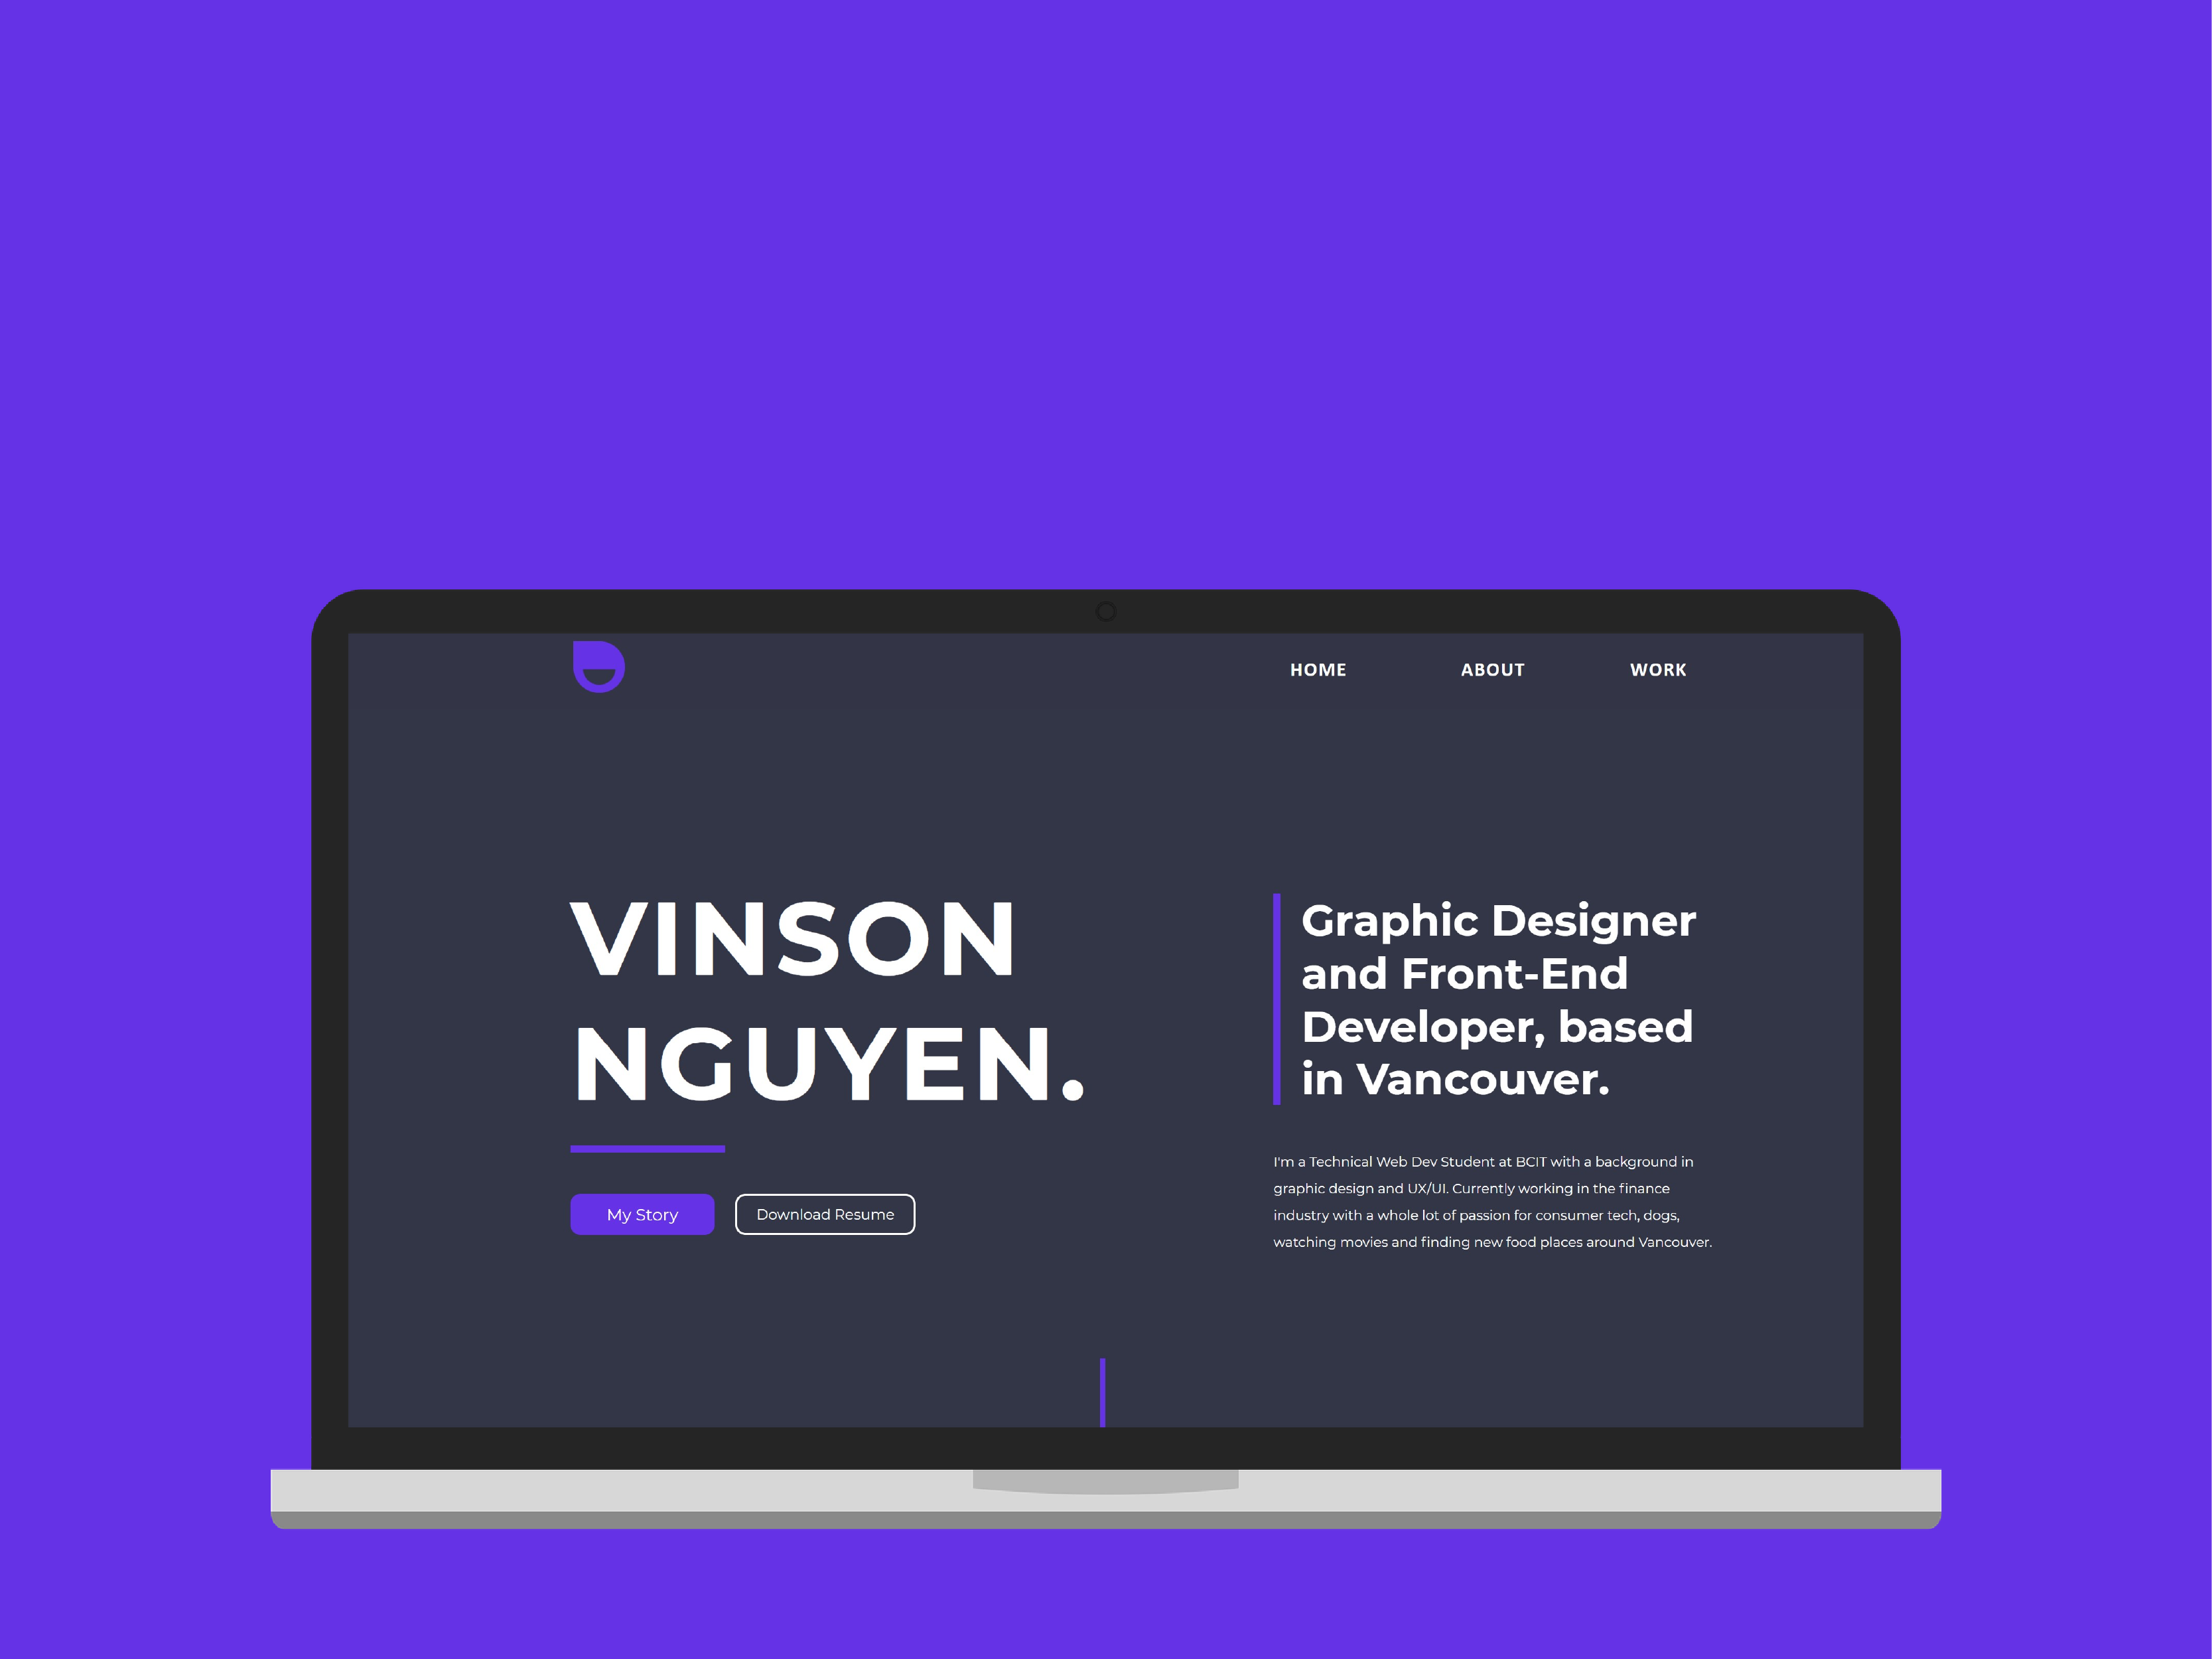 HOME ABOUT WORK
VINSON
NGUYEN.
My Story Download Resume
Graphic Designer
and Front-End
Developer, based
in Vancouver.
I'm a Technical Web Dev Student at BCIT with a background in
graphic design and UX/UI. Currently working in the finance
industry with a whole lot of passion for consumer tech, dogs,
watching movies and finding new food places around Vancouver.